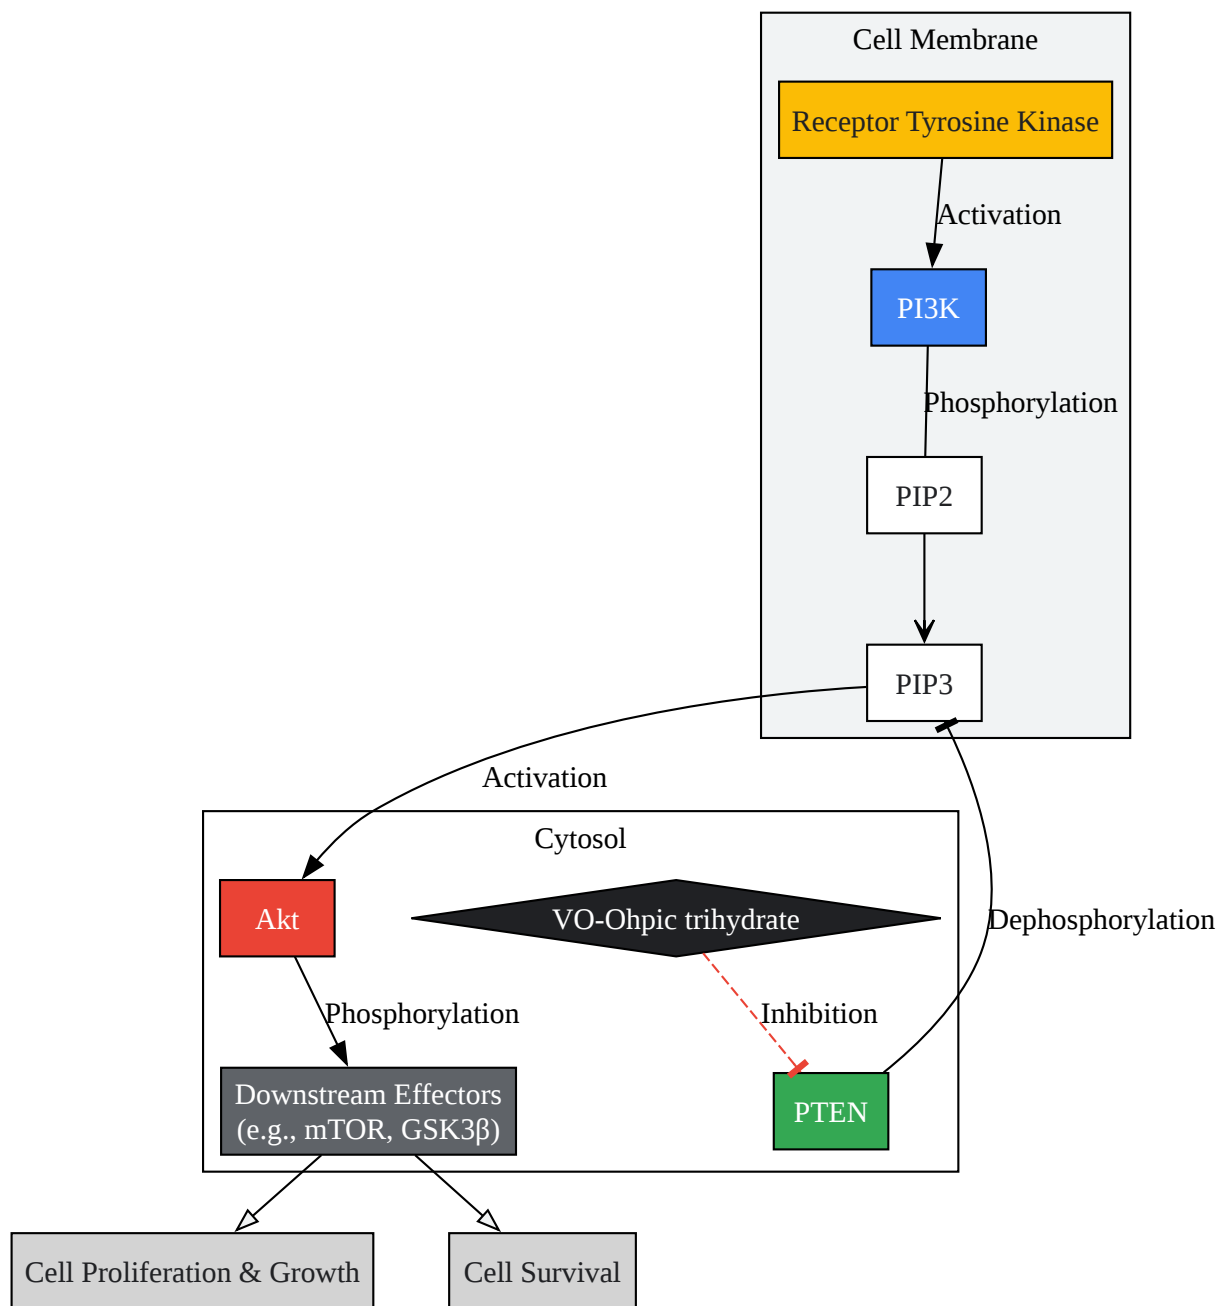 Cell Membrane
Receptor Tyrosine Kinase
Activation
PI3K
Phosphorylation
PIP2
PIP3
Activation
Cytosol
Akt
VO-Ohpic trihydrate
Dephosphorylation
Phosphorylation
Inhibition
Downstream Effectors
(e.g., mTOR, GSK3β)
PTEN
Cell Proliferation & Growth
Cell Survival